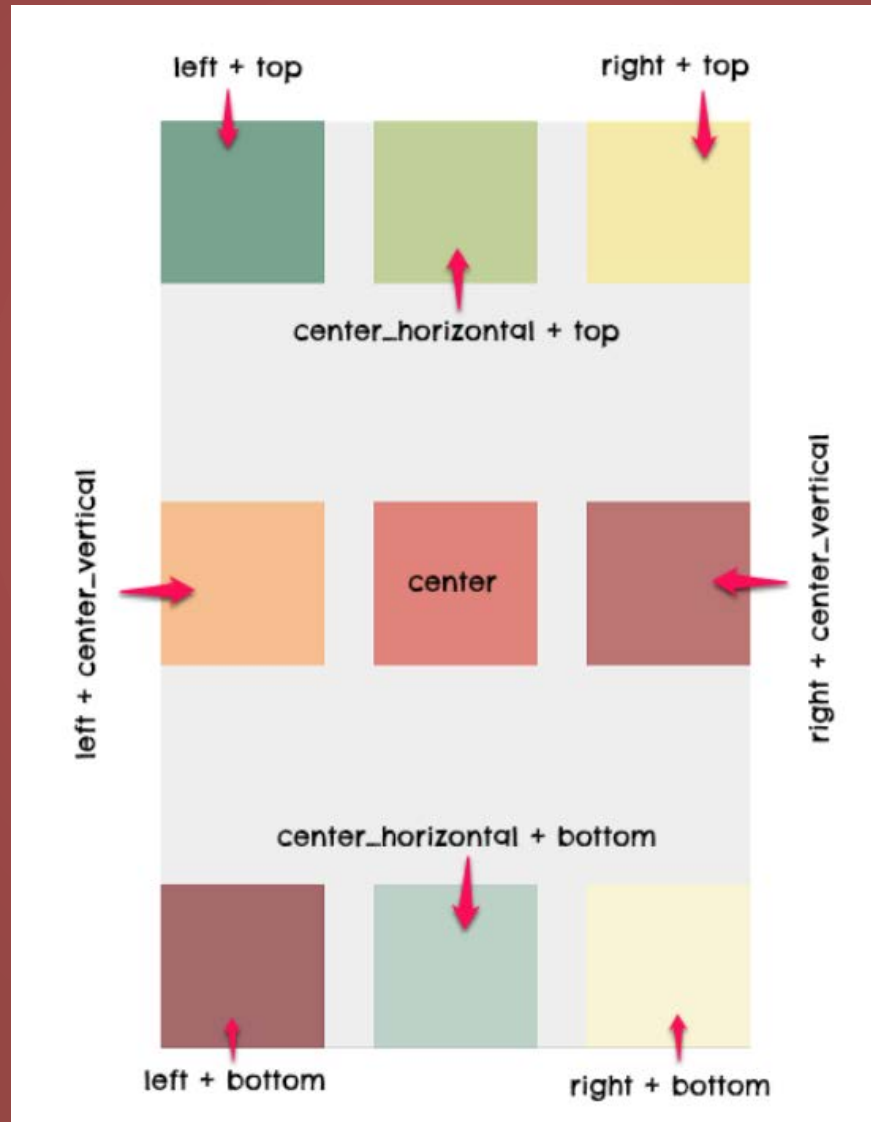 left + top
right + top
center_horizontal + top
left + center_vertical
center
right + center_vertical
center_horizontal + bottom
left + bottom
right + bottom